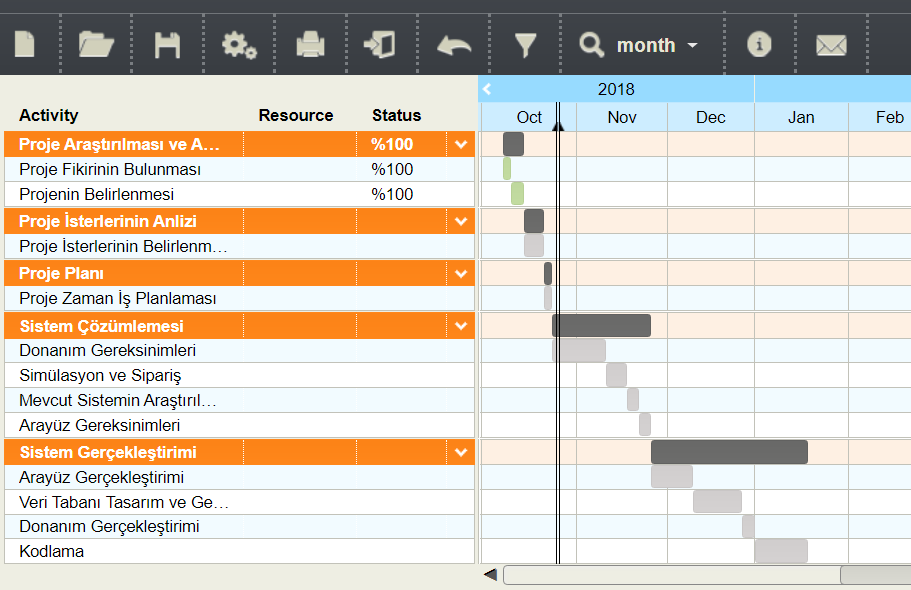 month
2018
Activity Resource Status
Oct Nov Dec Jan Feb
Proje Araştırılması ve A... %100
Proje Fikirinin Bulunması %100
Projenin Belirlenmesi %100
Proje İsterlerinin Anlizi
Proje İsterlerinin Belirlenm...
Proje Planı
Proje Zaman İş Planlaması
Sistem Çözümlemesi
Donanım Gereksinimleri
Simülasyon ve Sipariş
Mevcut Sistemin Araştırıl...
Arayüz Gereksinimleri
Sistem Gerçekleştirimi
Arayüz Gerçekleştirimi
Veri Tabanı Tasarım ve Ge...
Donanım Gerçekleştirimi
Kodlama